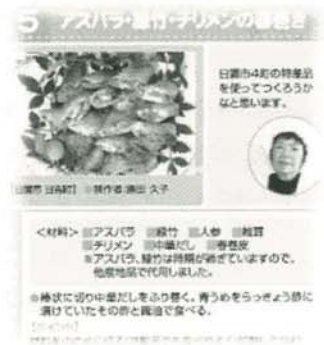 5 アスパラ・緑竹・チリメンの春巻き
日置市4町の特産品
を使ってつくろうか
なと思います。
【日置市 日吉町】 ◎制作者 勝田 久子
<材料> アスパラ 緑竹 人参 椎茸
チリメン 中華だし 春巻皮
※アスパラ、緑竹は時期が過ぎていますので、
他産地品で代用しました。
◎棒状に切り中華だしをふり巻く。青うめをらっきょう酢に
漬けていたその酢と醤油で食べる。